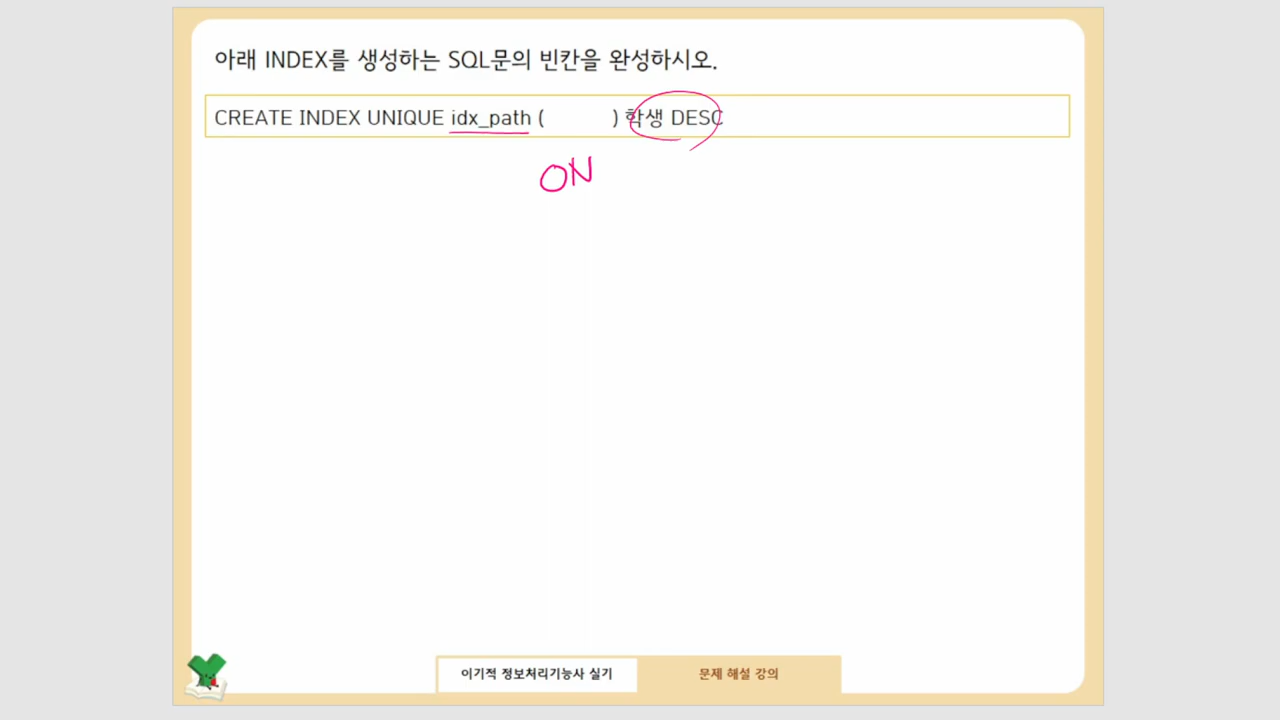 아래 INDEX를 생성하는 SQL문의 빈칸을 완성하시오.
CREATE INDEX UNIQUE idx_path ( ) 학생 DESC
ON
이기적 정보처리기능사 실기
문제 해설 강의